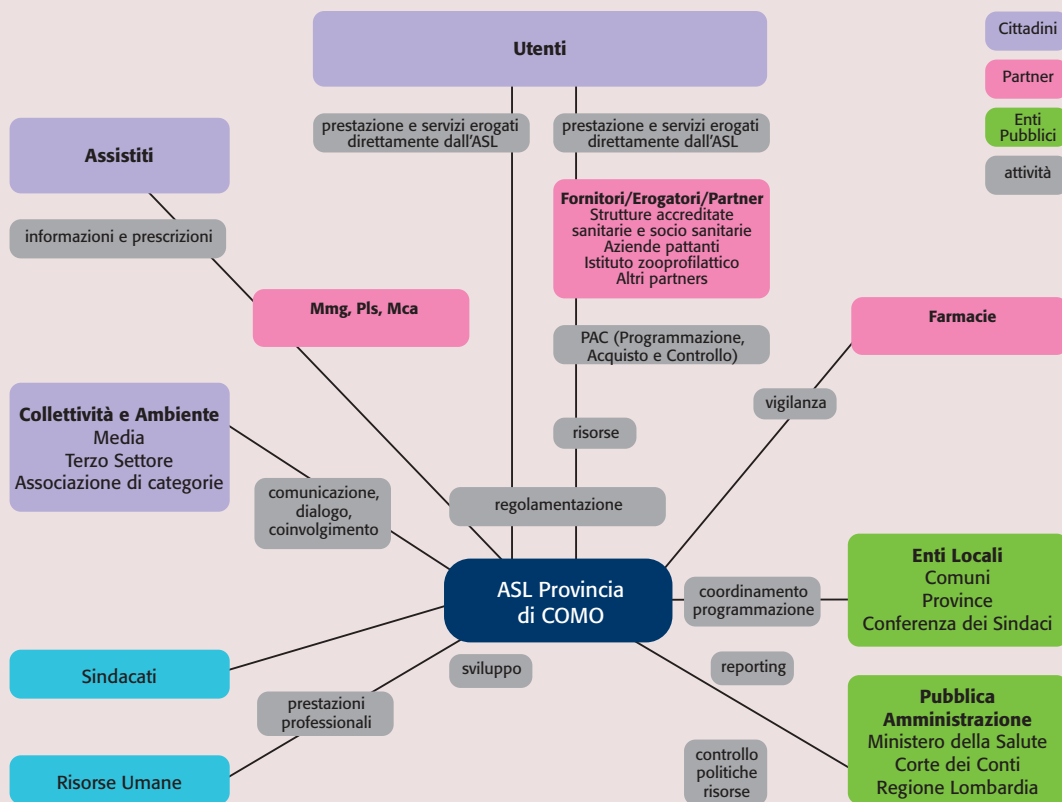 Utenti
Cittadini
Partner
Enti
Pubblici
attività
prestazione e servizi erogati
direttamente dall'ASL
prestazione e servizi erogati
direttamente dall'ASL
Assistiti
informazioni e prescrizioni
Fornitori/Erogatori/Partner
Strutture accreditate
sanitarie e socio sanitarie
Aziende pattanti
Istituto zooprofilattico
Altri partners
Mmg, Pls, Mca
Farmacie
PAC (Programmazione,
Acquisto e Controllo)
vigilanza
Collettività e Ambiente
Media
Terzo Settore
Associazione di categorie
risorse
comunicazione,
dialogo,
coinvolgimento
regolamentazione
ASL Provincia
di COMO
coordinamento
programmazione
Enti Locali
Comuni
Province
Conferenza dei Sindaci
Sindacati
sviluppo
reporting
prestazioni
professionali
Pubblica
Amministrazione
Ministero della Salute
Corte dei Conti
Regione Lombardia
controllo
politiche
risorse
Risorse Umane